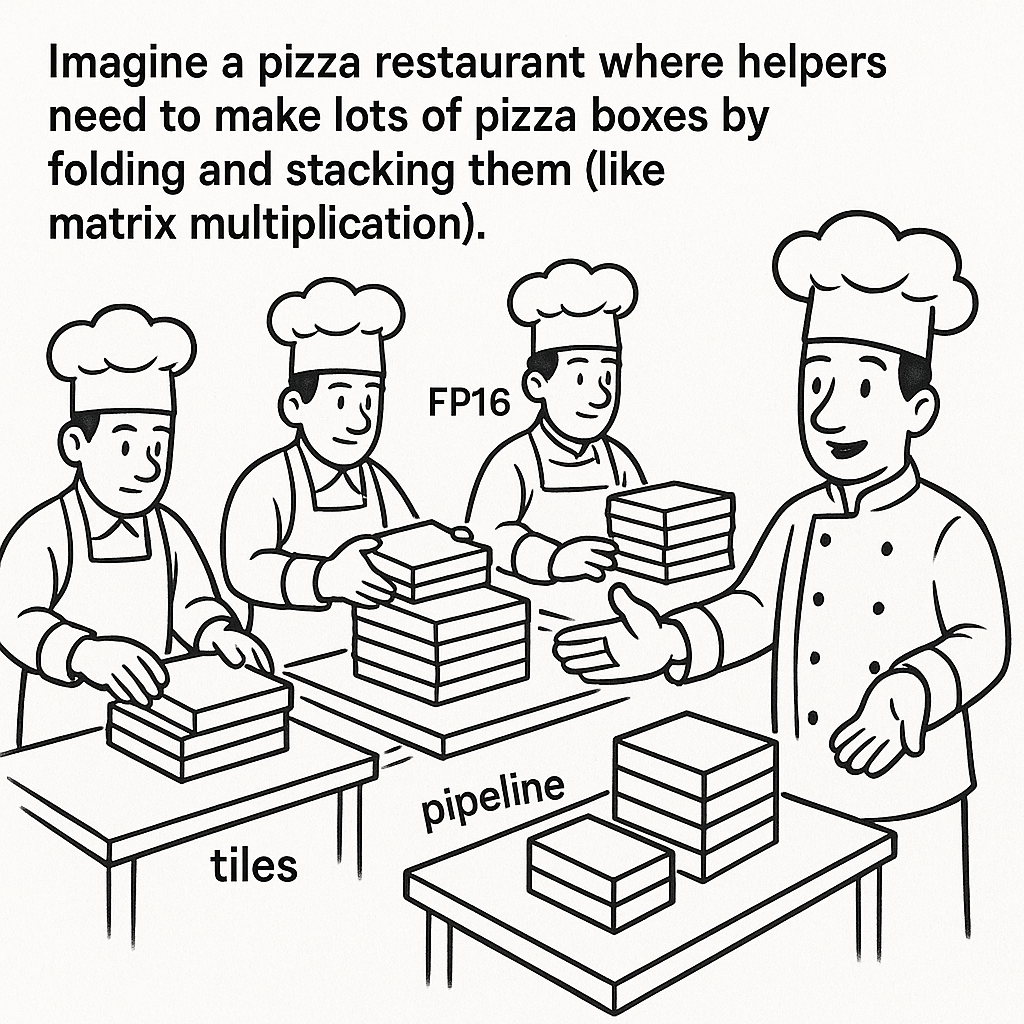 Imagine a pizza restaurant where helpers
need to make lots of pizza boxes by
folding and stacking them (like
matrix multiplication).
FP16
pipeline
tiles